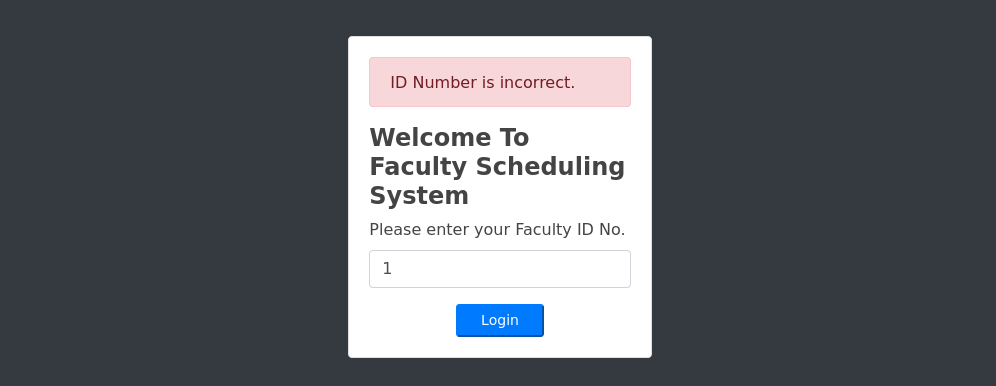 ID Number is incorrect.
Welcome To
Faculty Scheduling
System
Please enter your Faculty ID No.
1
Login